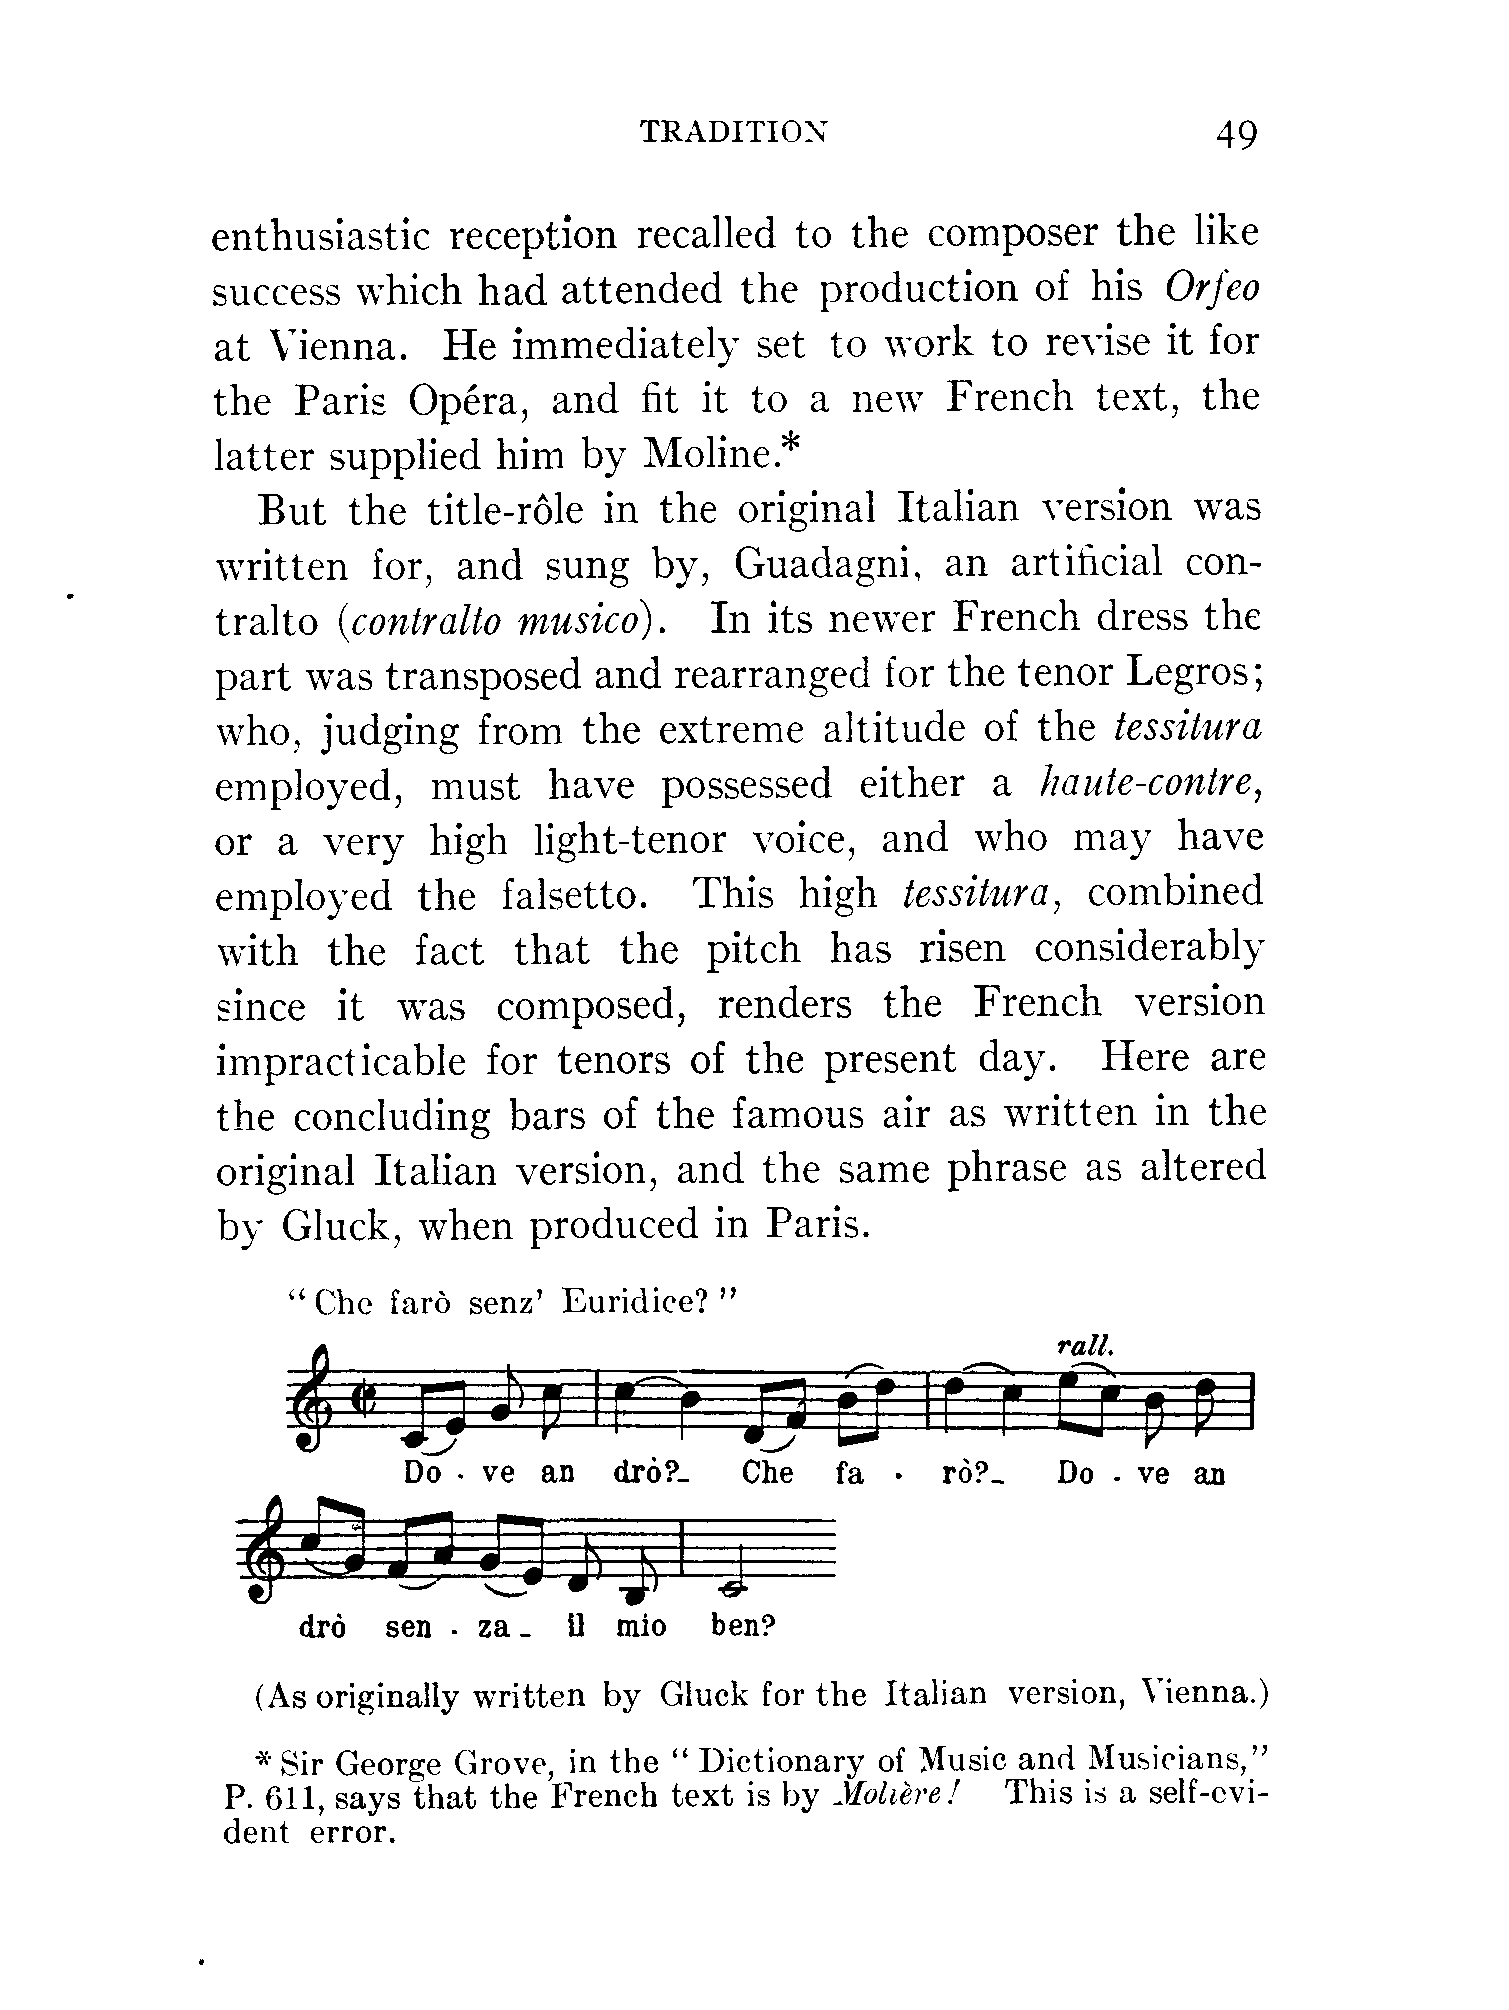 TRADITION 49
enthusiastic reception recalled to the composer the like
success which had attended the production of his Orfeo
at Vienna. He immediately set to work to revise it for
the Paris Opéra, and fit it to a new French text, the
latter supplied him by Moline.*
But the title-rôle in the original Italian version was
written for, and sung by, Guadagni, an artificial con-
tralto (contralto musico). In its newer French dress the
part was transposed and rearranged for the tenor Legros;
who, judging from the extreme altitude of the tessitura
employed, must have possessed either a haute-contre,
or a very high light-tenor voice, and who may have
employed the falsetto. This high tessitura, combined
with the fact that the pitch has risen considerably
since it was composed, renders the French version
impracticable for tenors of the present day. Here are
the concluding bars of the famous air as written in the
original Italian version, and the same phrase as altered
by Gluck, when produced in Paris.
"Che farò senz' Euridice?"
rall.
Do - ve an drò?_ Che fa - rò?_ Do - ve an
drò sen - za_ il mio ben?
(As originally written by Gluck for the Italian version, Vienna.)
* Sir George Grove, in the "Dictionary of Music and Musicians,"
P. 611, says that the French text is by Molière! This is a self-evi-
dent error.